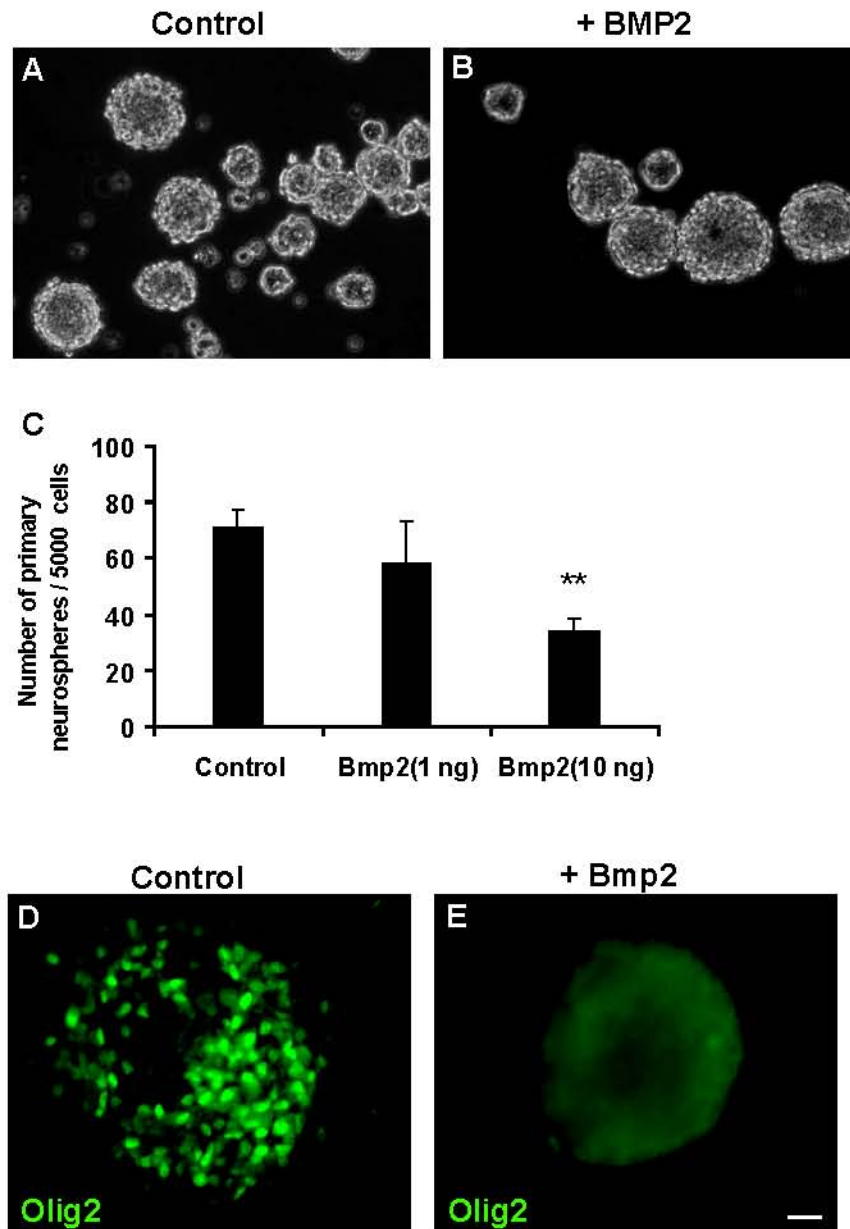 Control
+ BMP2
A
B
C
Number of primary
neurospheres / 5000 cells
100
80
60
40
20
0
**
Control
Bmp2(1 ng)
Bmp2(10 ng)
Control
+ Bmp2
D
E
Olig2
Olig2